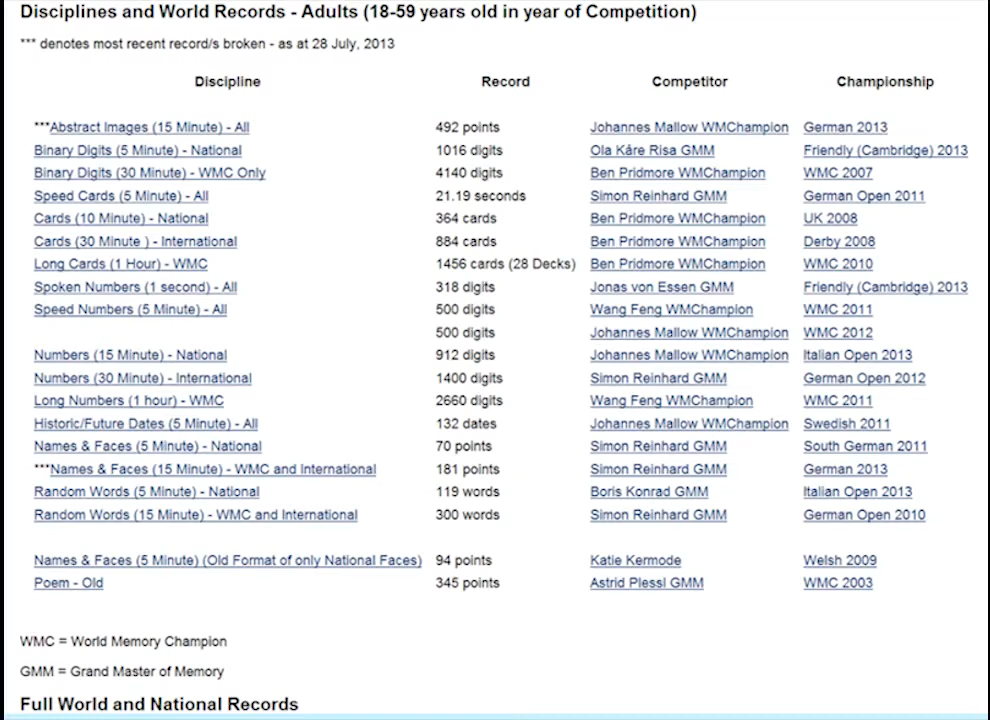 Disciplines and World Records - Adults (18-59 years old in year of Competition)
*** denotes most recent record/s broken - as at 28 July, 2013
Discipline Record Competitor Championship
***Abstract Images (15 Minute) - All 492 points Johannes Mallow WMChampion German 2013
Binary Digits (5 Minute) - National 1016 digits Ola Kåre Risa GMM Friendly (Cambridge) 2013
Binary Digits (30 Minute) - WMC Only 4140 digits Ben Pridmore WMChampion WMC 2007
Speed Cards (5 Minute) - All 21.19 seconds Simon Reinhard GMM German Open 2011
Cards (10 Minute) - National 364 cards Ben Pridmore WMChampion UK 2008
Cards (30 Minute ) - International 884 cards Ben Pridmore WMChampion Derby 2008
Long Cards (1 Hour) - WMC 1456 cards (28 Decks) Ben Pridmore WMChampion WMC 2010
Spoken Numbers (1 second) - All 318 digits Jonas von Essen GMM Friendly (Cambridge) 2013
Speed Numbers (5 Minute) - All 500 digits Wang Feng WMChampion WMC 2011
500 digits Johannes Mallow WMChampion WMC 2012
Numbers (15 Minute) - National 912 digits Johannes Mallow WMChampion Italian Open 2013
Numbers (30 Minute) - International 1400 digits Simon Reinhard GMM German Open 2012
Long Numbers (1 hour) - WMC 2660 digits Wang Feng WMChampion WMC 2011
Historic/Future Dates (5 Minute) - All 132 dates Johannes Mallow WMChampion Swedish 2011
Names & Faces (5 Minute) - National 70 points Simon Reinhard GMM South German 2011
***Names & Faces (15 Minute) - WMC and International 181 points Simon Reinhard GMM German 2013
Random Words (5 Minute) - National 119 words Boris Konrad GMM Italian Open 2013
Random Words (15 Minute) - WMC and International 300 words Simon Reinhard GMM German Open 2010
Names & Faces (5 Minute) (Old Format of only National Faces) 94 points Katie Kermode Welsh 2009
Poem - Old 345 points Astrid Plessl GMM WMC 2003
WMC = World Memory Champion
GMM = Grand Master of Memory
Full World and National Records